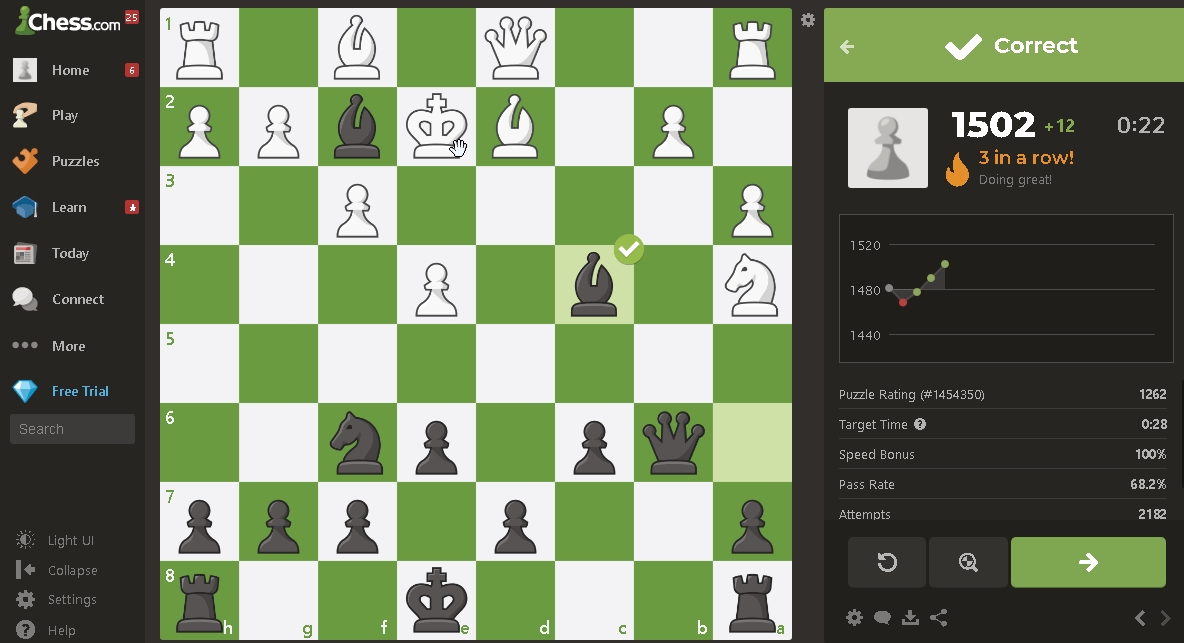 Chess.com 25
Home 6
Play
Puzzles
Learn
Today
Connect
More
Free Trial
Search
Light UI
Collapse
Settings
Help
1
2
3
4
5
6
7
8
h g f e d c b a
Correct
1502 +12 0:22
3 in a row!
Doing great!
1520
1480
1440
Puzzle Rating (#1454350) 1262
Target Time ? 0:28
Speed Bonus 100%
Pass Rate 68.2%
Attempts 2182